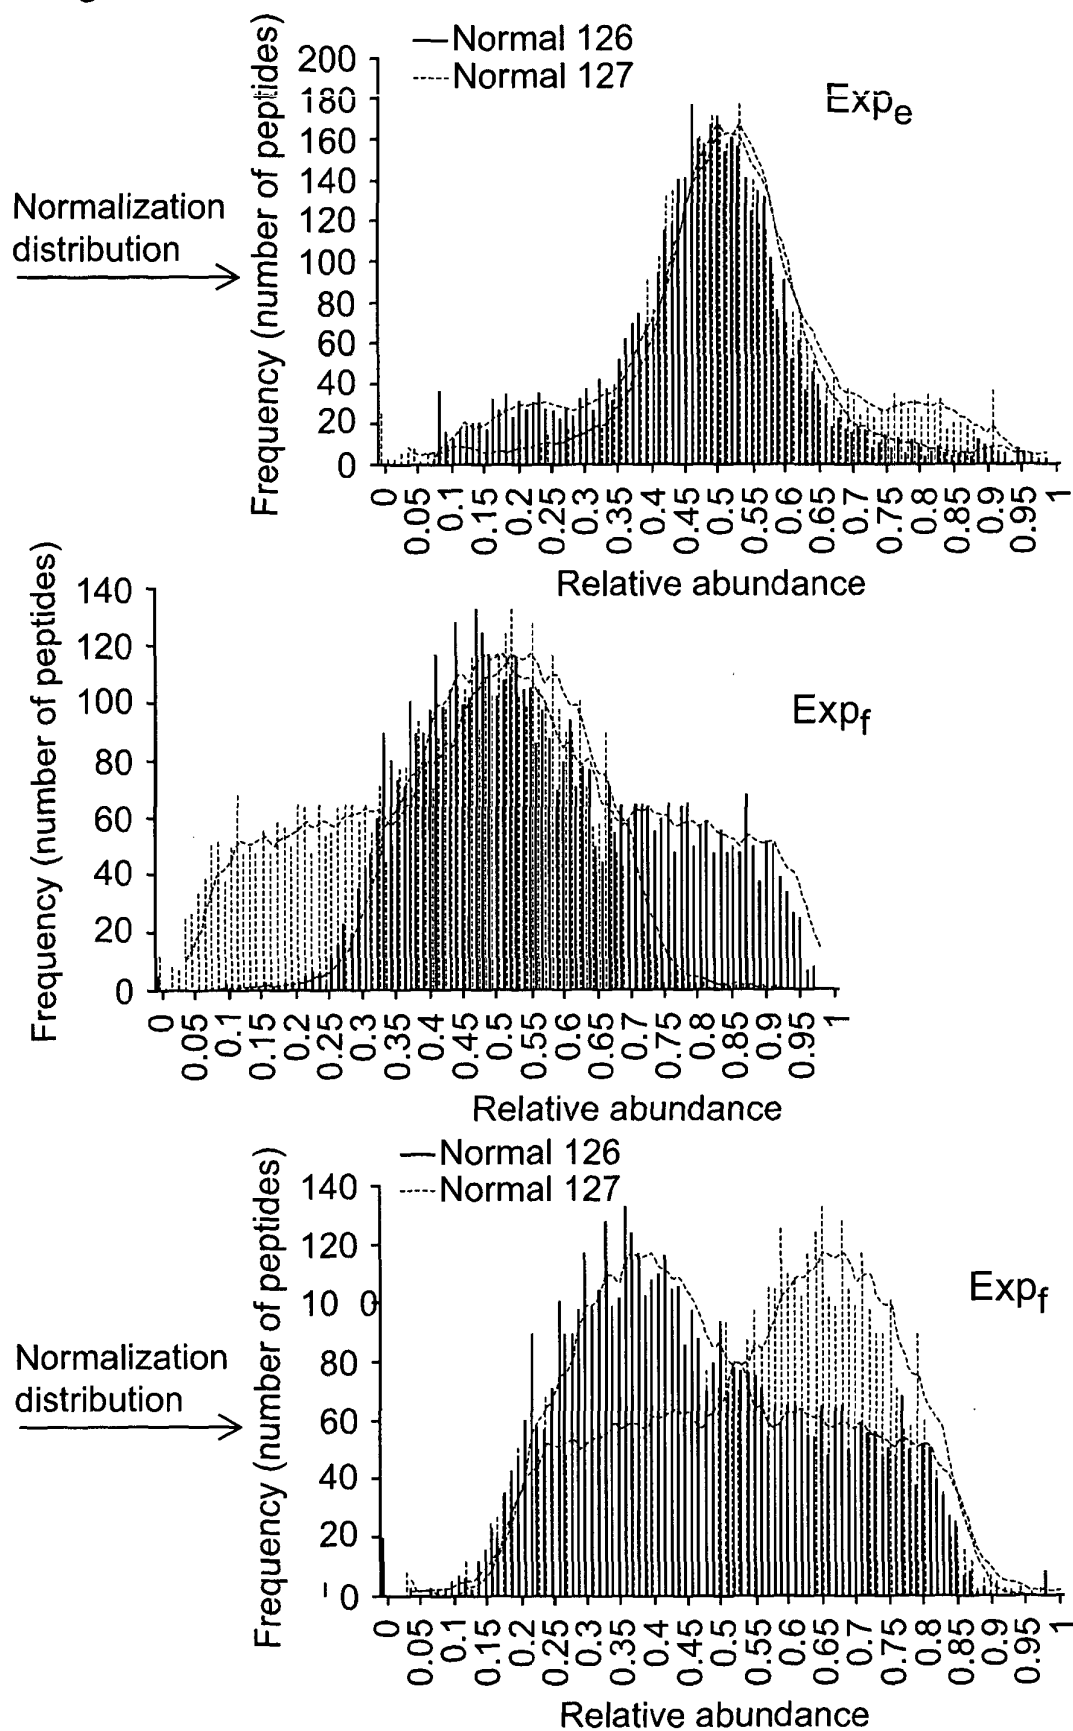 Normal 126
Normal 127
Exp e
Normalization
distribution
Frequency (number of peptides)
200
180
160
140
120
100
80
60
40
20
0
0 0.05 0.1 0.15 0.2 0.25 0.3 0.35 0.4 0.45 0.5 0.55 0.6 0.65 0.7 0.75 0.8 0.85 0.9 0.95 1
Relative abundance
Exp f
Frequency (number of peptides)
140
120
100
80
60
40
20
0
0 0.05 0.1 0.15 0.2 0.25 0.3 0.35 0.4 0.45 0.5 0.55 0.6 0.65 0.7 0.75 0.8 0.85 0.9 0.95 1
Relative abundance
Normal 126
Normal 127
Exp f
Normalization
distribution
Frequency (number of peptides)
140
120
10 0
80
60
40
20
0
0 0.05 0.1 0.15 0.2 0.25 0.3 0.35 0.4 0.45 0.5 0.55 0.6 0.65 0.7 0.75 0.8 0.85 0.9 0.95 1
Relative abundance